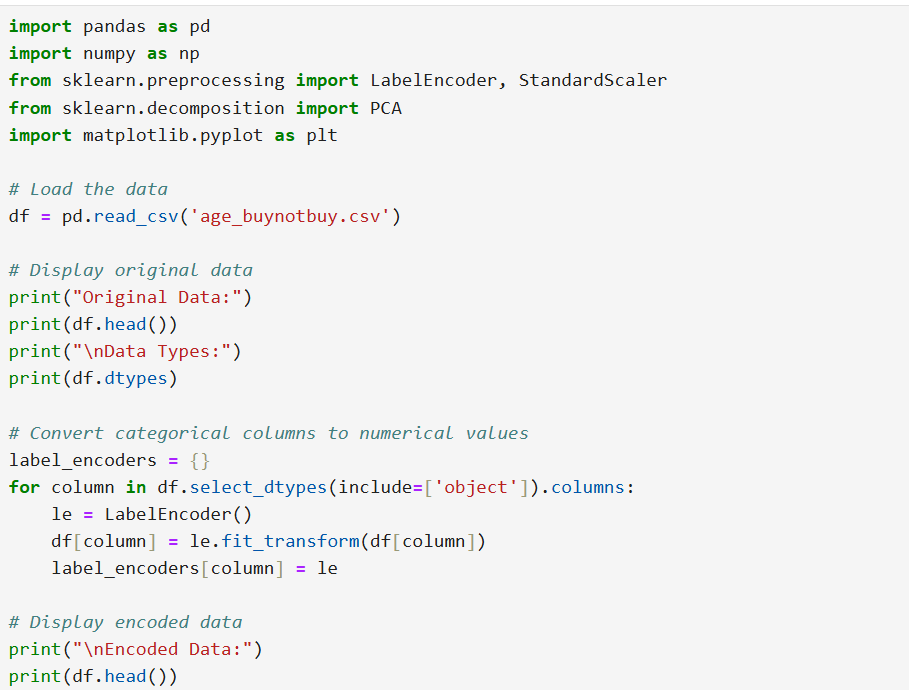 import pandas as pd
import numpy as np
from sklearn.preprocessing import LabelEncoder, StandardScaler
from sklearn.decomposition import PCA
import matplotlib.pyplot as plt
# Load the data
df = pd.read_csv('age_buynotbuy.csv')
# Display original data
print("Original Data:")
print(df.head())
print("\nData Types:")
print(df.dtypes)
# Convert categorical columns to numerical values
label_encoders = {}
for column in df.select_dtypes(include=['object']).columns:
    le = LabelEncoder()
    df[column] = le.fit_transform(df[column])
    label_encoders[column] = le
# Display encoded data
print("\nEncoded Data:")
print(df.head())